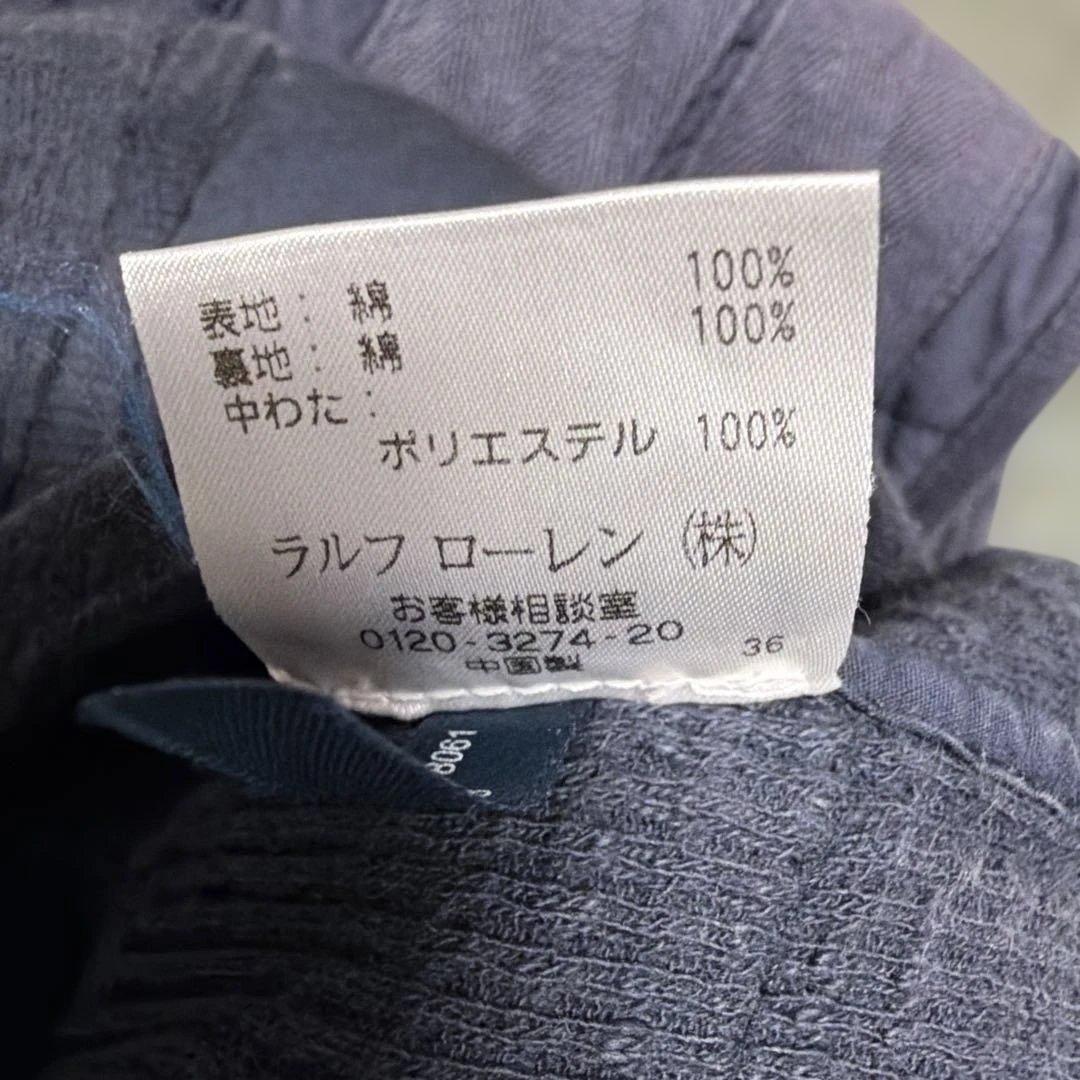 表地: 綿 100%
裏地: 綿 100%
中わた:
ポリエステル 100%
ラルフ ローレン (株)
お客様相談室
0120-3274-20
中国製
36